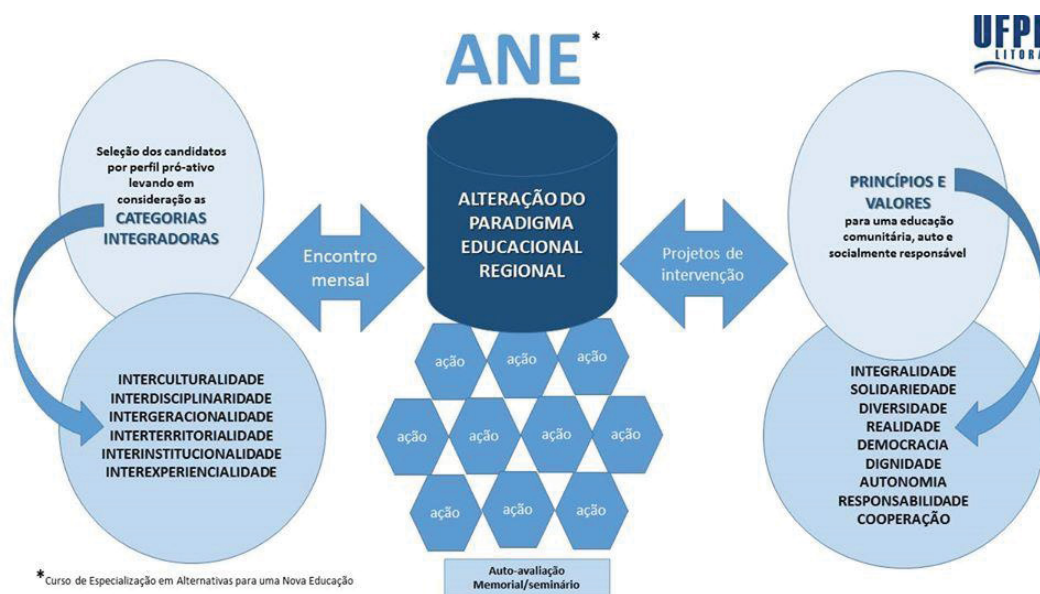 ANE *
UFP
LITORA
Seleção dos candidatos
por perfil pró-ativo
levando em
consideração as
CATEGORIAS
INTEGRADORAS
INTERCULTURALIDADE
INTERDISCIPLINARIDADE
INTERGERACIONALIDADE
INTERTERRITORIALIDADE
INTERINSTITUCIONALIDADE
INTEREXPERIENCIALIDADE
Encontro
mensal
ALTERAÇÃO DO
PARADIGMA
EDUCACIONAL
REGIONAL
Projetos de
intervenção
PRINCÍPIOS E
VALORES
para uma educação
comunitária, auto e
socialmente responsável
INTEGRALIDADE
SOLIDARIEDADE
DIVERSIDADE
REALIDADE
DEMOCRACIA
DIGNIDADE
AUTONOMIA
RESPONSABILIDADE
COOPERAÇÃO
ação ação ação
ação ação ação ação
ação ação ação
Auto-avaliação
Memorial/seminário
*Curso de Especialização em Alternativas para uma Nova Educação